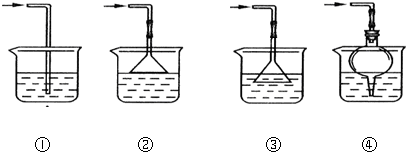 ① ② ③ ④